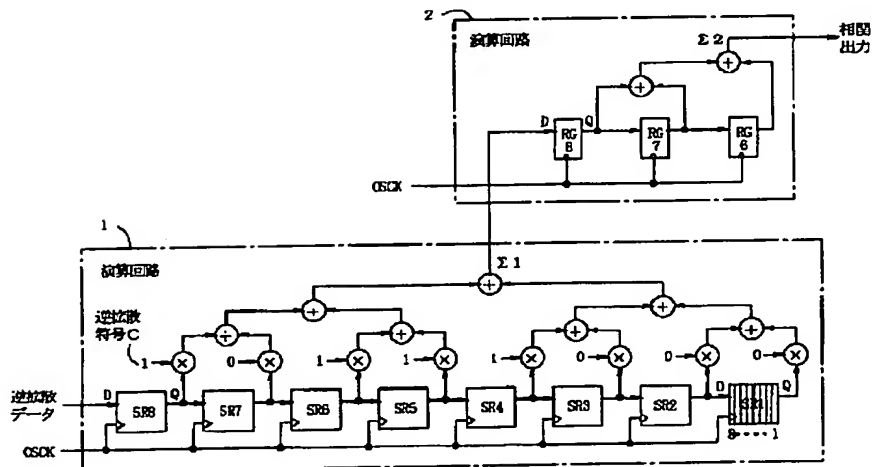 2
演算回路
Σ2
相関
出力
D
Q
RG
8
RG
7
RG
6
OSCK
1
演算回路
Σ1
逆拡散
符号C
1
0
1
1
1
0
0
0
逆拡散
データ
D
SR8
Q
SR7
SR6
SR5
SR4
SR3
SR2
D
SR1
Q
8 1
OSCK